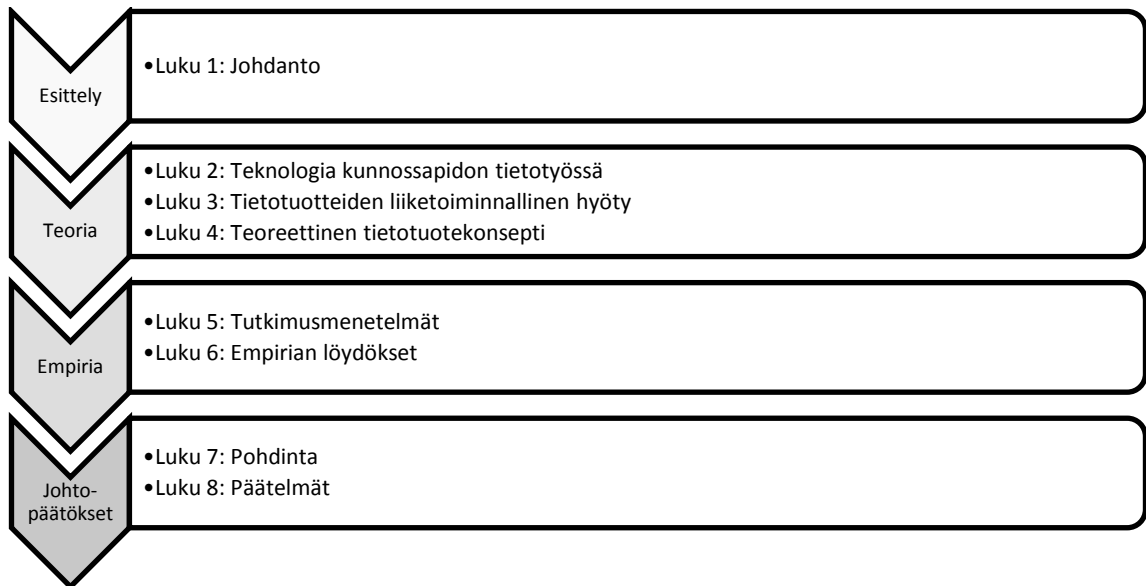 Esittely
•Luku 1: Johdanto
Teoria
•Luku 2: Teknologia kunnossapidon tietotyössä
•Luku 3: Tietotuotteiden liiketoiminnallinen hyöty
•Luku 4: Teoreettinen tietotuotekonsepti
Empiria
•Luku 5: Tutkimusmenetelmät
•Luku 6: Empirian löydökset
Johto-
päätökset
•Luku 7: Pohdinta
•Luku 8: Päätelmät